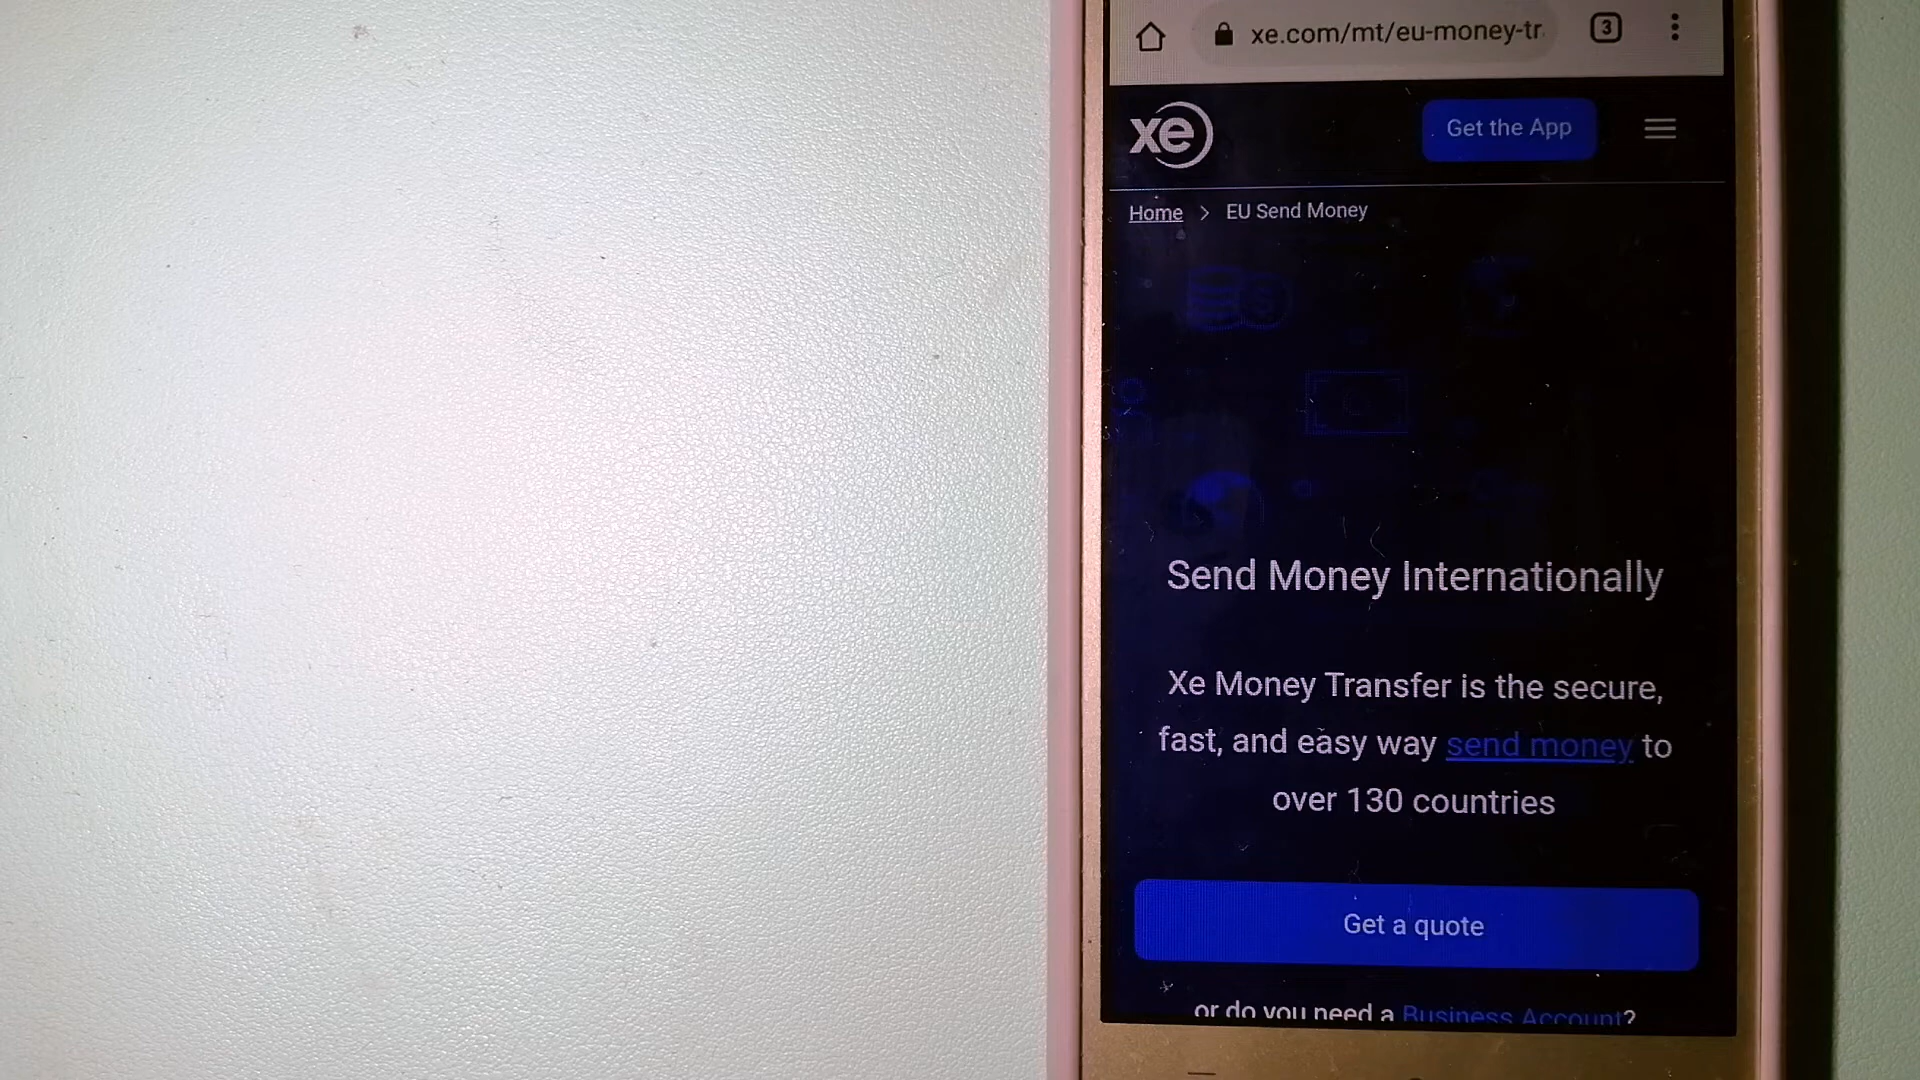 xe.com/mt/eu-money-tr
3
xe
Get the App
Home > EU Send Money
Send Money Internationally
Xe Money Transfer is the secure,
fast, and easy way send money to
over 130 countries
Get a quote
or do you need a Business Account?